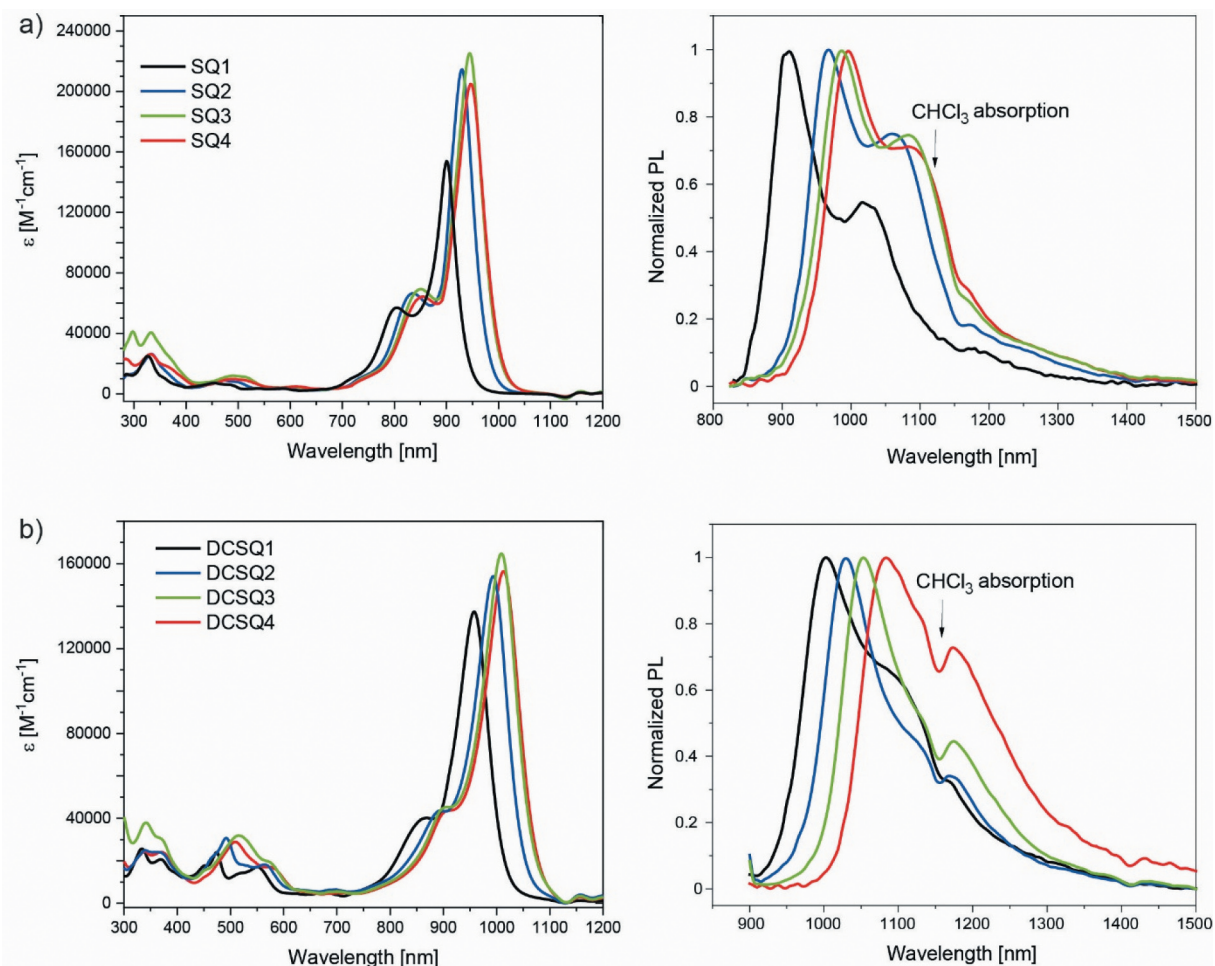 a)
240000
200000
160000
120000
80000
40000
0
ε [M⁻¹cm⁻¹]
SQ1
SQ2
SQ3
SQ4
300 400 500 600 700 800 900 1000 1100 1200
Wavelength [nm]
1
0.8
0.6
0.4
0.2
0
Normalized PL
CHCl₃ absorption
800 900 1000 1100 1200 1300 1400 1500
Wavelength [nm]
b)
160000
120000
80000
40000
0
ε [M⁻¹cm⁻¹]
DCSQ1
DCSQ2
DCSQ3
DCSQ4
300 400 500 600 700 800 900 1000 1100 1200
Wavelength [nm]
1
0.8
0.6
0.4
0.2
0
Normalized PL
CHCl₃ absorption
900 1000 1100 1200 1300 1400 1500
Wavelength [nm]